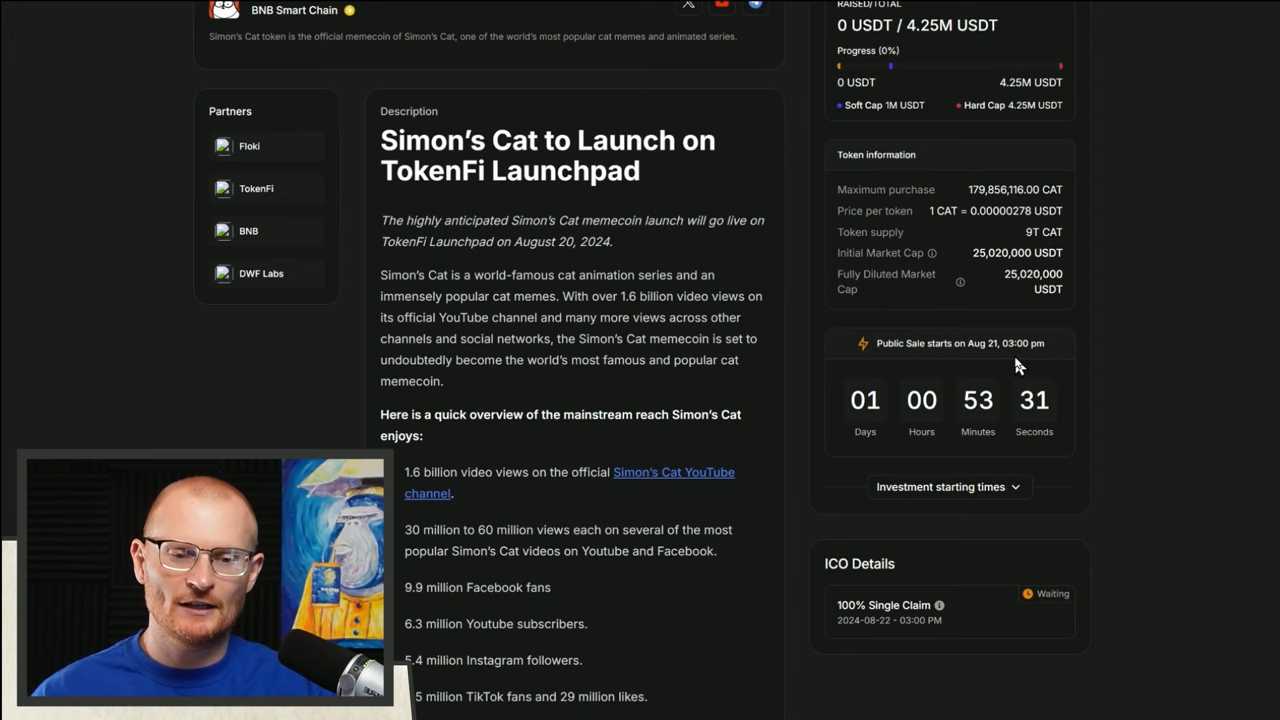 BNB Smart Chain
Simon's Cat token is the official memecoin of Simon's Cat, one of the world's most popular cat memes and animated series.
Partners
Floki
TokenFi
BNB
DWF Labs
Description
Simon's Cat to Launch on
TokenFi Launchpad
The highly anticipated Simon's Cat memecoin launch will go live on
TokenFi Launchpad on August 20, 2024.
Simon's Cat is a world-famous cat animation series and an
immensely popular cat memes. With over 1.6 billion video views on
its official YouTube channel and many more views across other
channels and social networks, the Simon's Cat memecoin is set to
undoubtedly become the world's most famous and popular cat
memecoin.
Here is a quick overview of the mainstream reach Simon's Cat
enjoys:
1.6 billion video views on the official Simon's Cat YouTube
channel.
30 million to 60 million views each on several of the most
popular Simon's Cat videos on Youtube and Facebook.
9.9 million Facebook fans
6.3 million Youtube subscribers.
5.4 million Instagram followers.
5 million TikTok fans and 29 million likes.
RAISED/TOTAL
0 USDT / 4.25M USDT
Progress (0%)
0 USDT 4.25M USDT
Soft Cap 1M USDT Hard Cap 4.25M USDT
Token information
Maximum purchase 179,856,116.00 CAT
Price per token 1 CAT = 0.00000278 USDT
Token supply 9T CAT
Initial Market Cap 25,020,000 USDT
Fully Diluted Market 25,020,000
Cap USDT
Public Sale starts on Aug 21, 03:00 pm
01 00 53 31
Days Hours Minutes Seconds
Investment starting times
ICO Details
Waiting
100% Single Claim
2024-08-22 - 03:00 PM